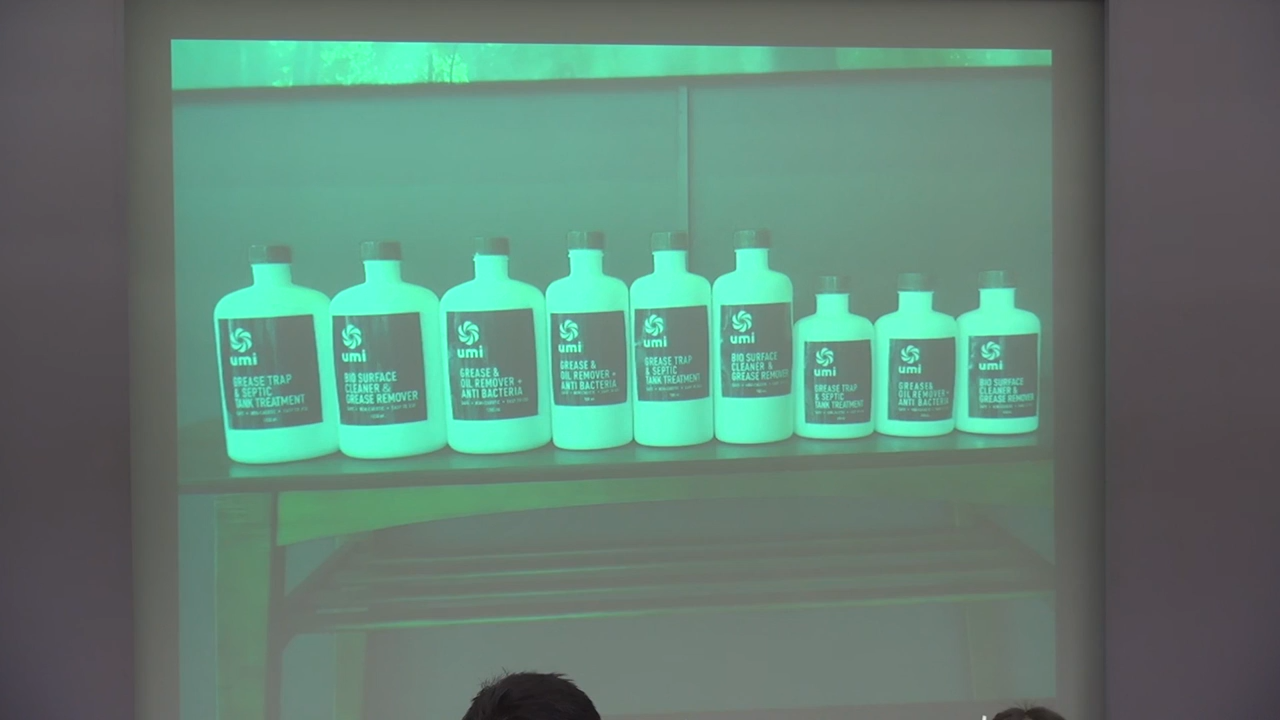 umi
GREASE TRAP
& SEPTIC
TANK TREATMENT
umi
BIO SURFACE
CLEANER &
GREASE REMOVER
umi
GREASE &
OIL REMOVER +
ANTI BACTERIA
umi
GREASE &
OIL REMOVER +
ANTI BACTERIA
umi
GREASE TRAP
& SEPTIC
TANK TREATMENT
umi
BIO SURFACE
CLEANER &
GREASE REMOVER
umi
GREASE TRAP
& SEPTIC
TANK TREATMENT
umi
GREASE &
OIL REMOVER +
ANTI BACTERIA
umi
BIO SURFACE
CLEANER &
GREASE REMOVER